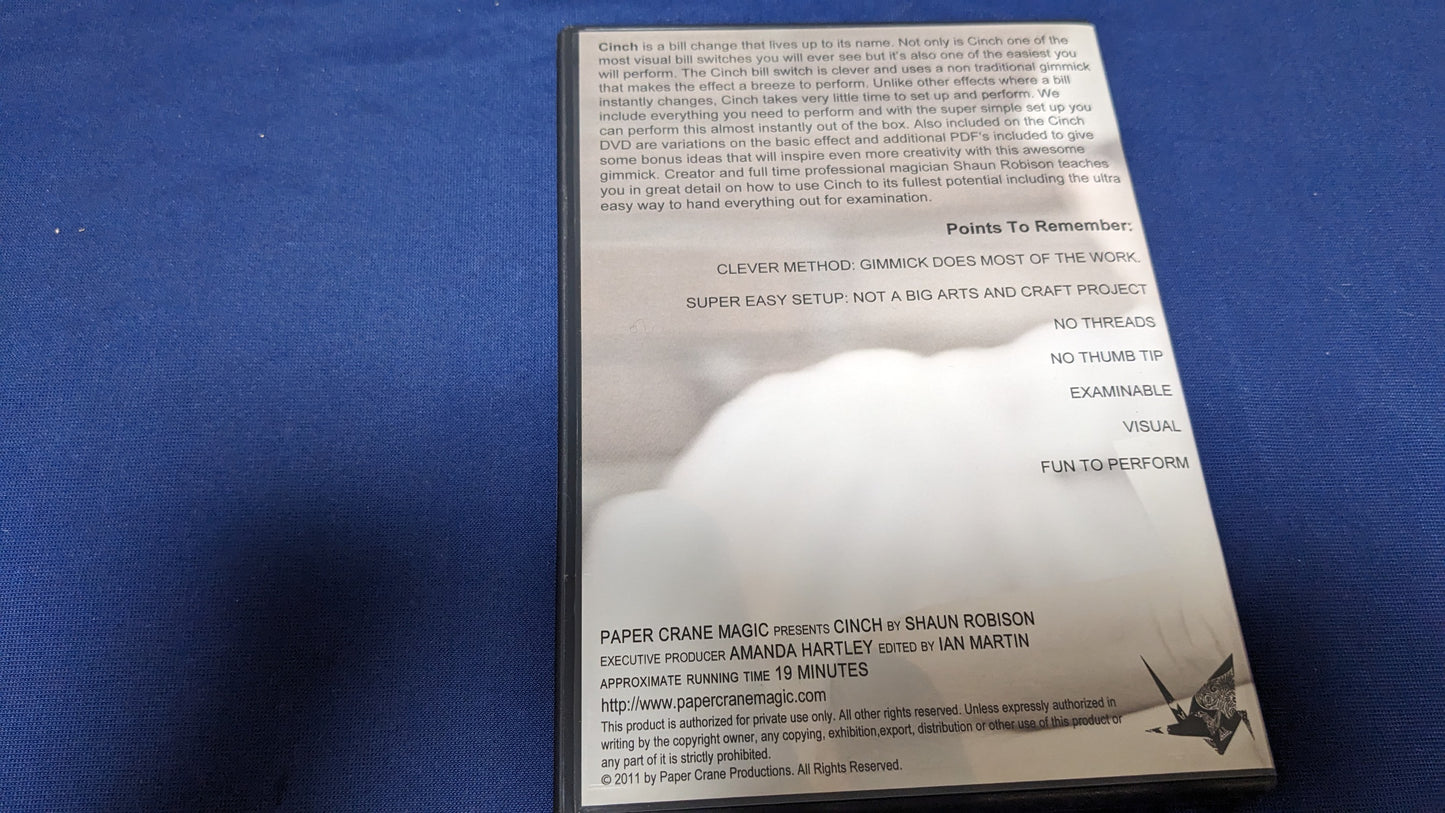 Cinch is a bill change that lives up to its name. Not only is Cinch one of the
most visual bill switches you will ever see but it's also one of the easiest you
will perform. The Cinch bill switch is clever and uses a non traditional gimmick
that makes the effect a breeze to perform. Unlike other effects where a bill
instantly changes, Cinch takes very little time to set up and perform. We
include everything you need to perform and with the super simple set up you
can perform this almost instantly out of the box. Also included on the Cinch
DVD are variations on the basic effect and additional PDF's included to give
some bonus ideas that will inspire even more creativity with this awesome
gimmick. Creator and full time professional magician Shaun Robison teaches
you in great detail on how to use Cinch to its fullest potential including the ultra
easy way to hand everything out for examination.
Points To Remember:
CLEVER METHOD: GIMMICK DOES MOST OF THE WORK.
SUPER EASY SETUP: NOT A BIG ARTS AND CRAFT PROJECT
NO THREADS
NO THUMB TIP
EXAMINABLE
VISUAL
FUN TO PERFORM
PAPER CRANE MAGIC PRESENTS CINCH BY SHAUN ROBISON
EXECUTIVE PRODUCER AMANDA HARTLEY EDITED BY IAN MARTIN
APPROXIMATE RUNNING TIME 19 MINUTES
http://www.papercranemagic.com
This product is authorized for private use only. All other rights reserved. Unless expressly authorized in
writing by the copyright owner, any copying, exhibition,export, distribution or other use of this product or
any part of it is strictly prohibited.
© 2011 by Paper Crane Productions. All Rights Reserved.